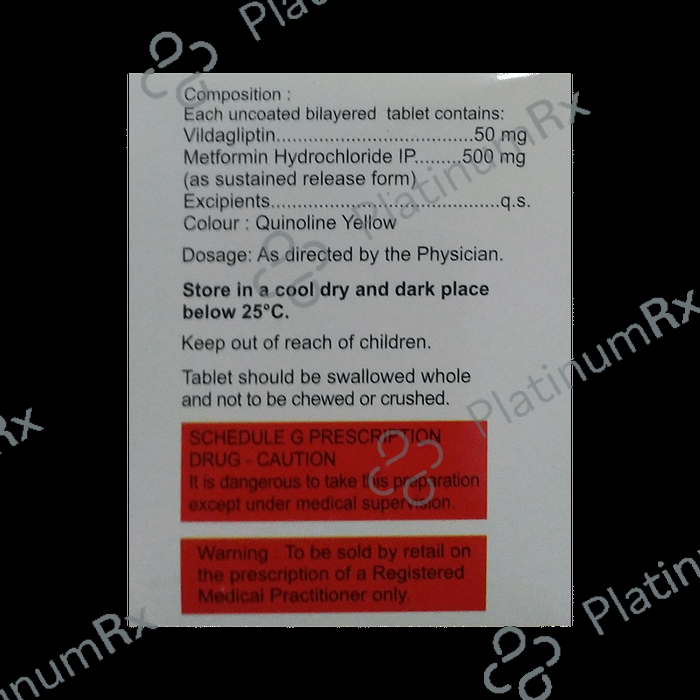 PlatinumRx
Composition :
Each uncoated bilayered tablet contains:
Vildagliptin....................................50 mg
Metformin Hydrochloride IP.........500 mg
(as sustained release form)
Excipients..........................................q.s.
Colour : Quinoline Yellow
Dosage: As directed by the Physician.
Store in a cool dry and dark place
below 25°C.
Keep out of reach of children.
Tablet should be swallowed whole
and not to be chewed or crushed.
SCHEDULE G PRESCRIPTION
DRUG - CAUTION
It is dangerous to take this preparation
except under medical supervision.
Warning : To be sold by retail on
the prescription of a Registered
Medical Practitioner only.
PlatinumRx
PlatinumRx
PlatinumRx